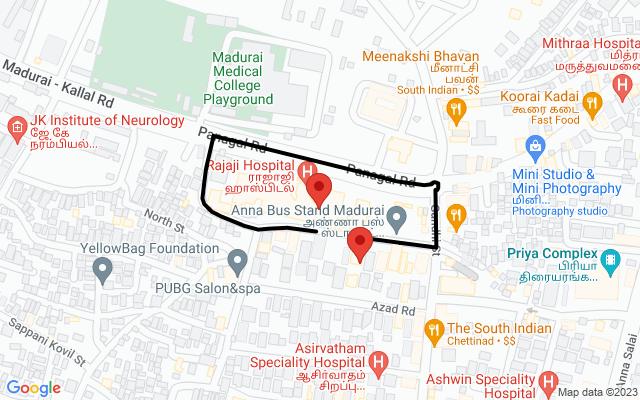 Madurai
Medical
College
Playground
Meenakshi Bhavan
மீனாட்சி
பவன்
South Indian • $$
Mithraa Hospita
மித்ரா
மருத்துவமனை
Madurai - Kallal Rd
Koorai Kadai
கூரை கடை
Fast Food
JK Institute of Neurology
ஜே.கே
நரம்பியல்...
Panagal Rd
Rajaji Hospital
ராஜாஜி
ஹாஸ்பிடல்
Panagal Rd
Mini Studio &
Mini Photography
மினி...
Photography studio
Anna Bus Stand Madurai
அண்ணா பஸ்
ஸ்டா...
Gandhi St
North St
YellowBag Foundation
Priya Complex
பிரியா
திரையரங்க...
PUBG Salon&spa
Azad Rd
The South Indian
Chettinad • $$
Sappani Kovil St
Asirvatham
Speciality Hospital
ஆசிர்வாதம்
சிறப்பு...
Anna Salai
Ashwin Speciality
Hospital
Google
Map data ©2023